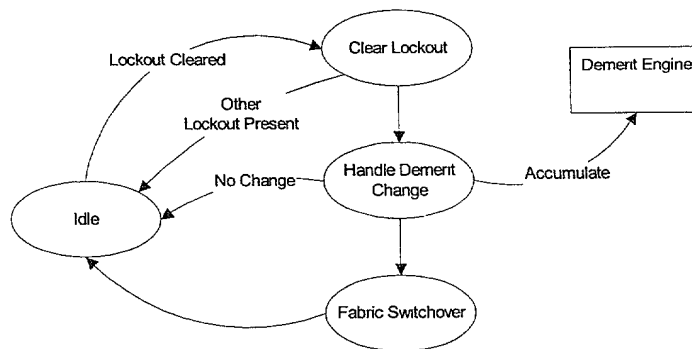 Clear Lockout
Lockout Cleared
Dement Engine
Other
Lockout Present
Handle Dement
Change
No Change
Accumulate
Idle
Fabric Switchover